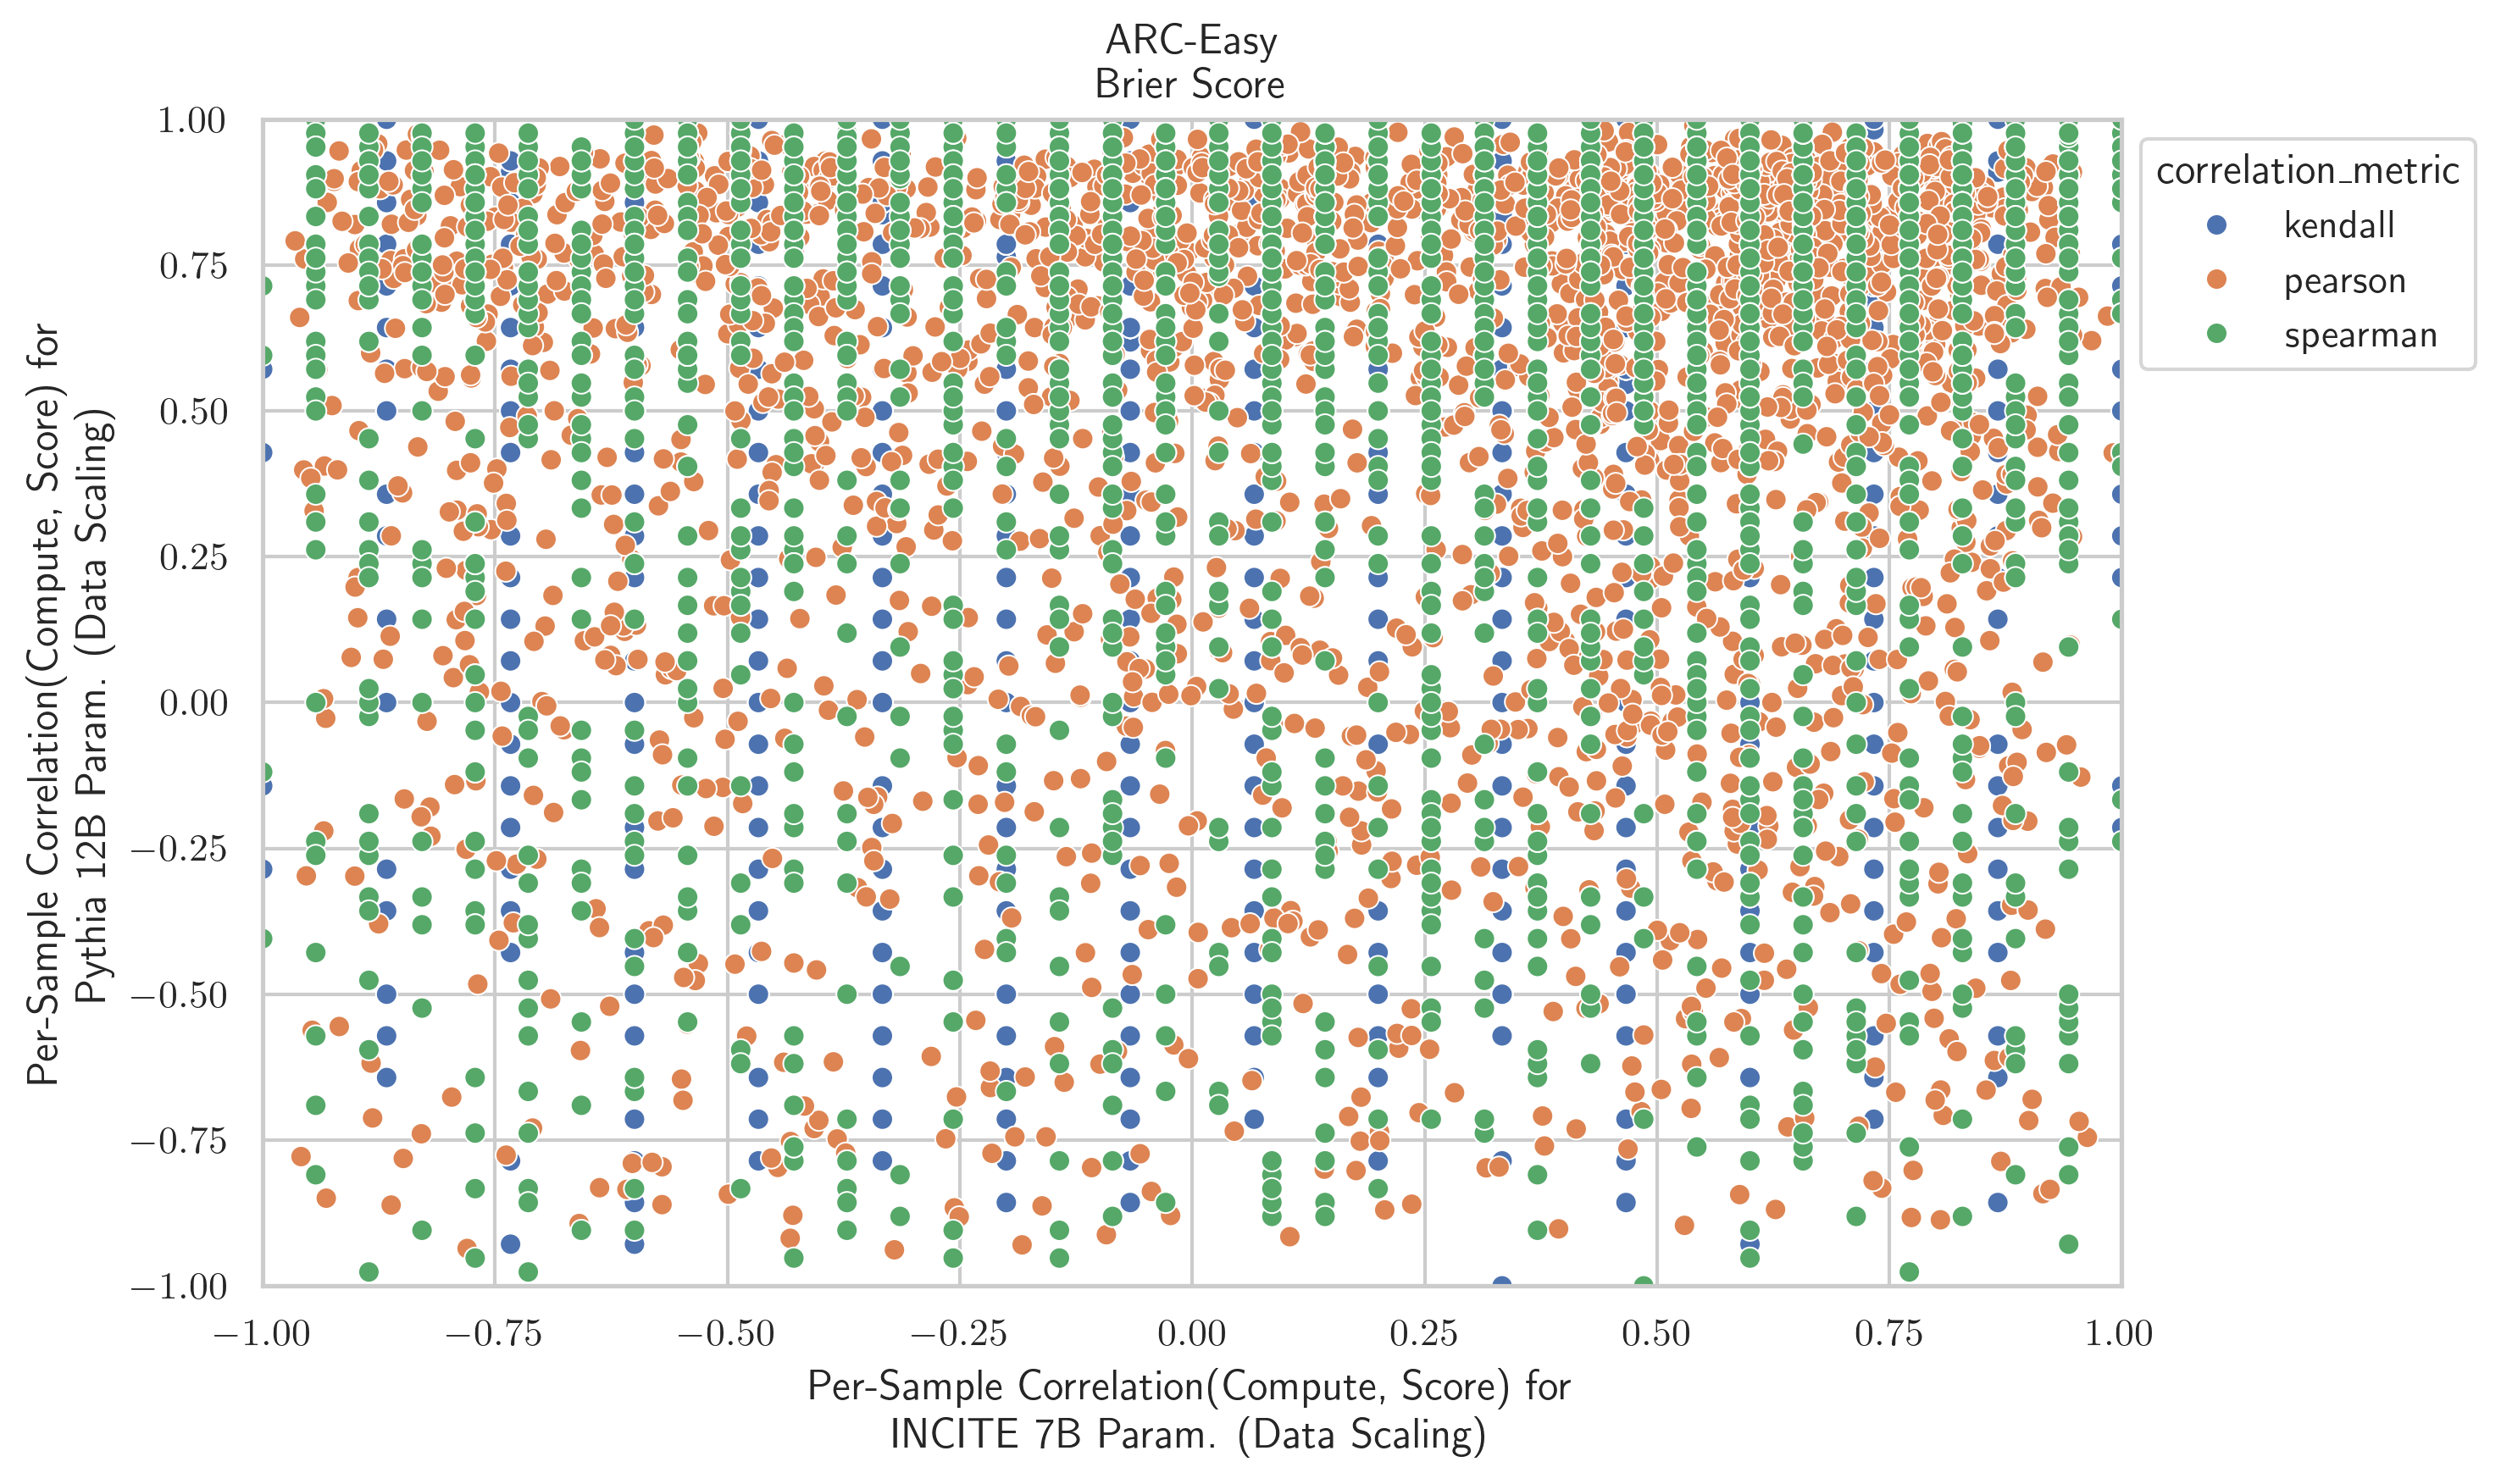 ARC-Easy
Brier Score
Per-Sample Correlation(Compute, Score) for
Pythia 12B Param. (Data Scaling)
1.00
0.75
0.50
0.25
0.00
−0.25
−0.50
−0.75
−1.00
−1.00 −0.75 −0.50 −0.25 0.00 0.25 0.50 0.75 1.00
Per-Sample Correlation(Compute, Score) for
INCITE 7B Param. (Data Scaling)
correlation_metric
kendall
pearson
spearman